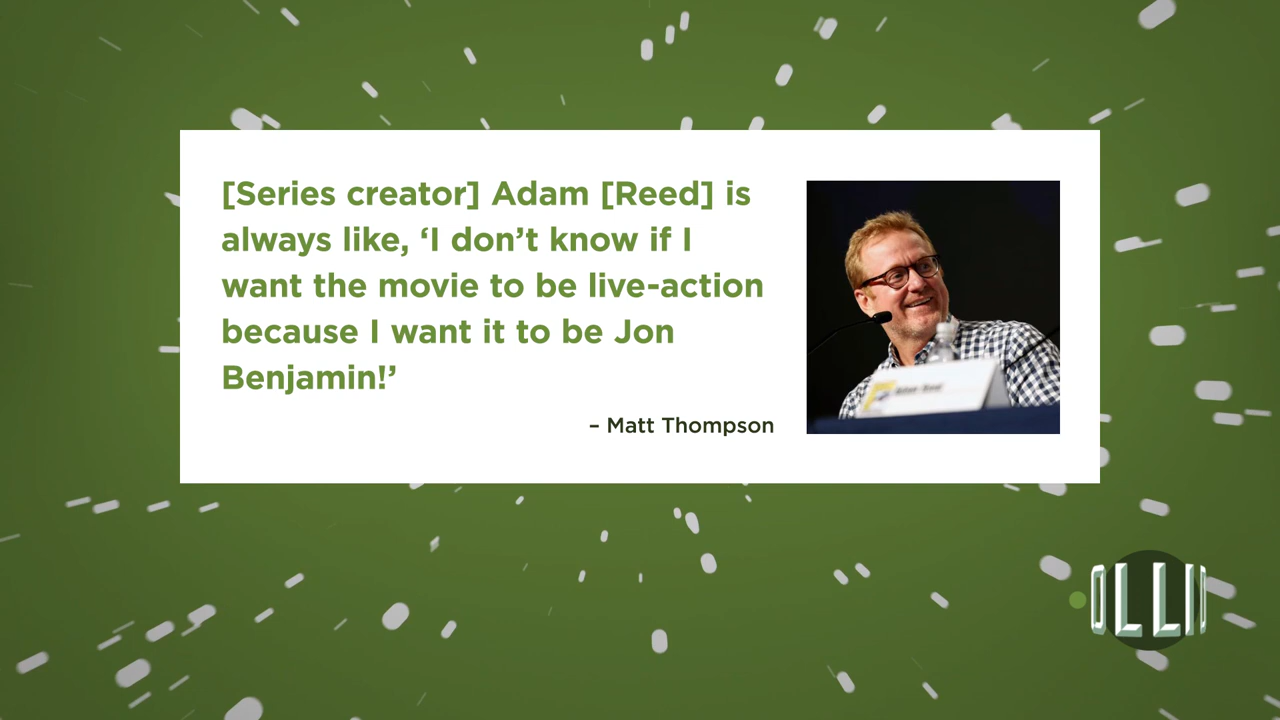 [Series creator] Adam [Reed] is
always like, ‘I don’t know if I
want the movie to be live-action
because I want it to be Jon
Benjamin!’
– Matt Thompson
OLLID